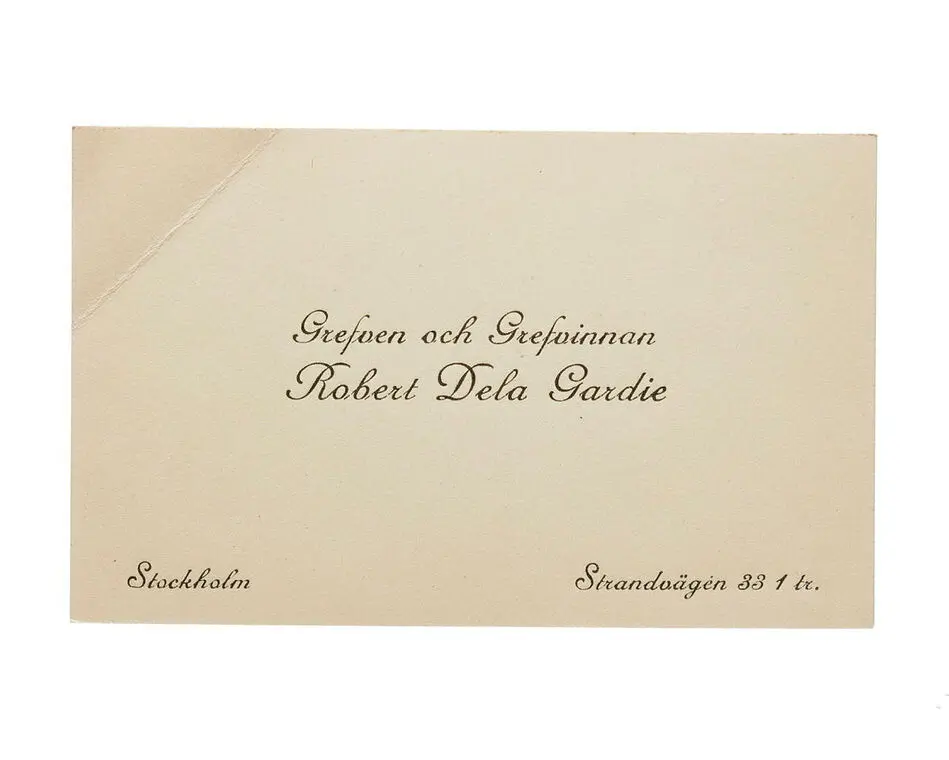 Grefven och Grefvinnan
Robert Dela Gardie
Stockholm
Strandvägen 33 1 tr.